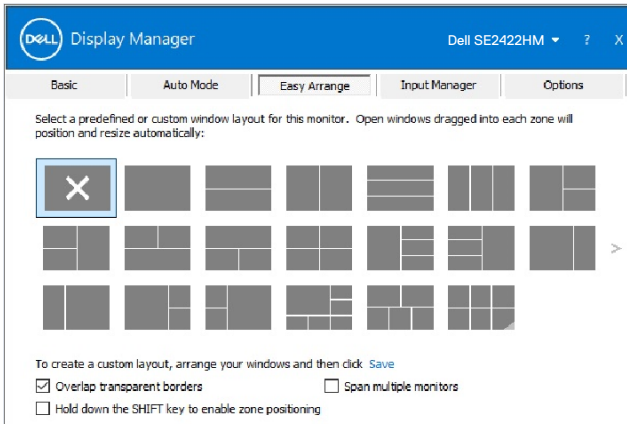 DELL Display Manager
Dell SE2422HM ? X
Basic Auto Mode Easy Arrange Input Manager Options
Select a predefined or custom window layout for this monitor. Open windows dragged into each zone will
position and resize automatically:
>
To create a custom layout, arrange your windows and then click Save
Overlap transparent borders Span multiple monitors
Hold down the SHIFT key to enable zone positioning